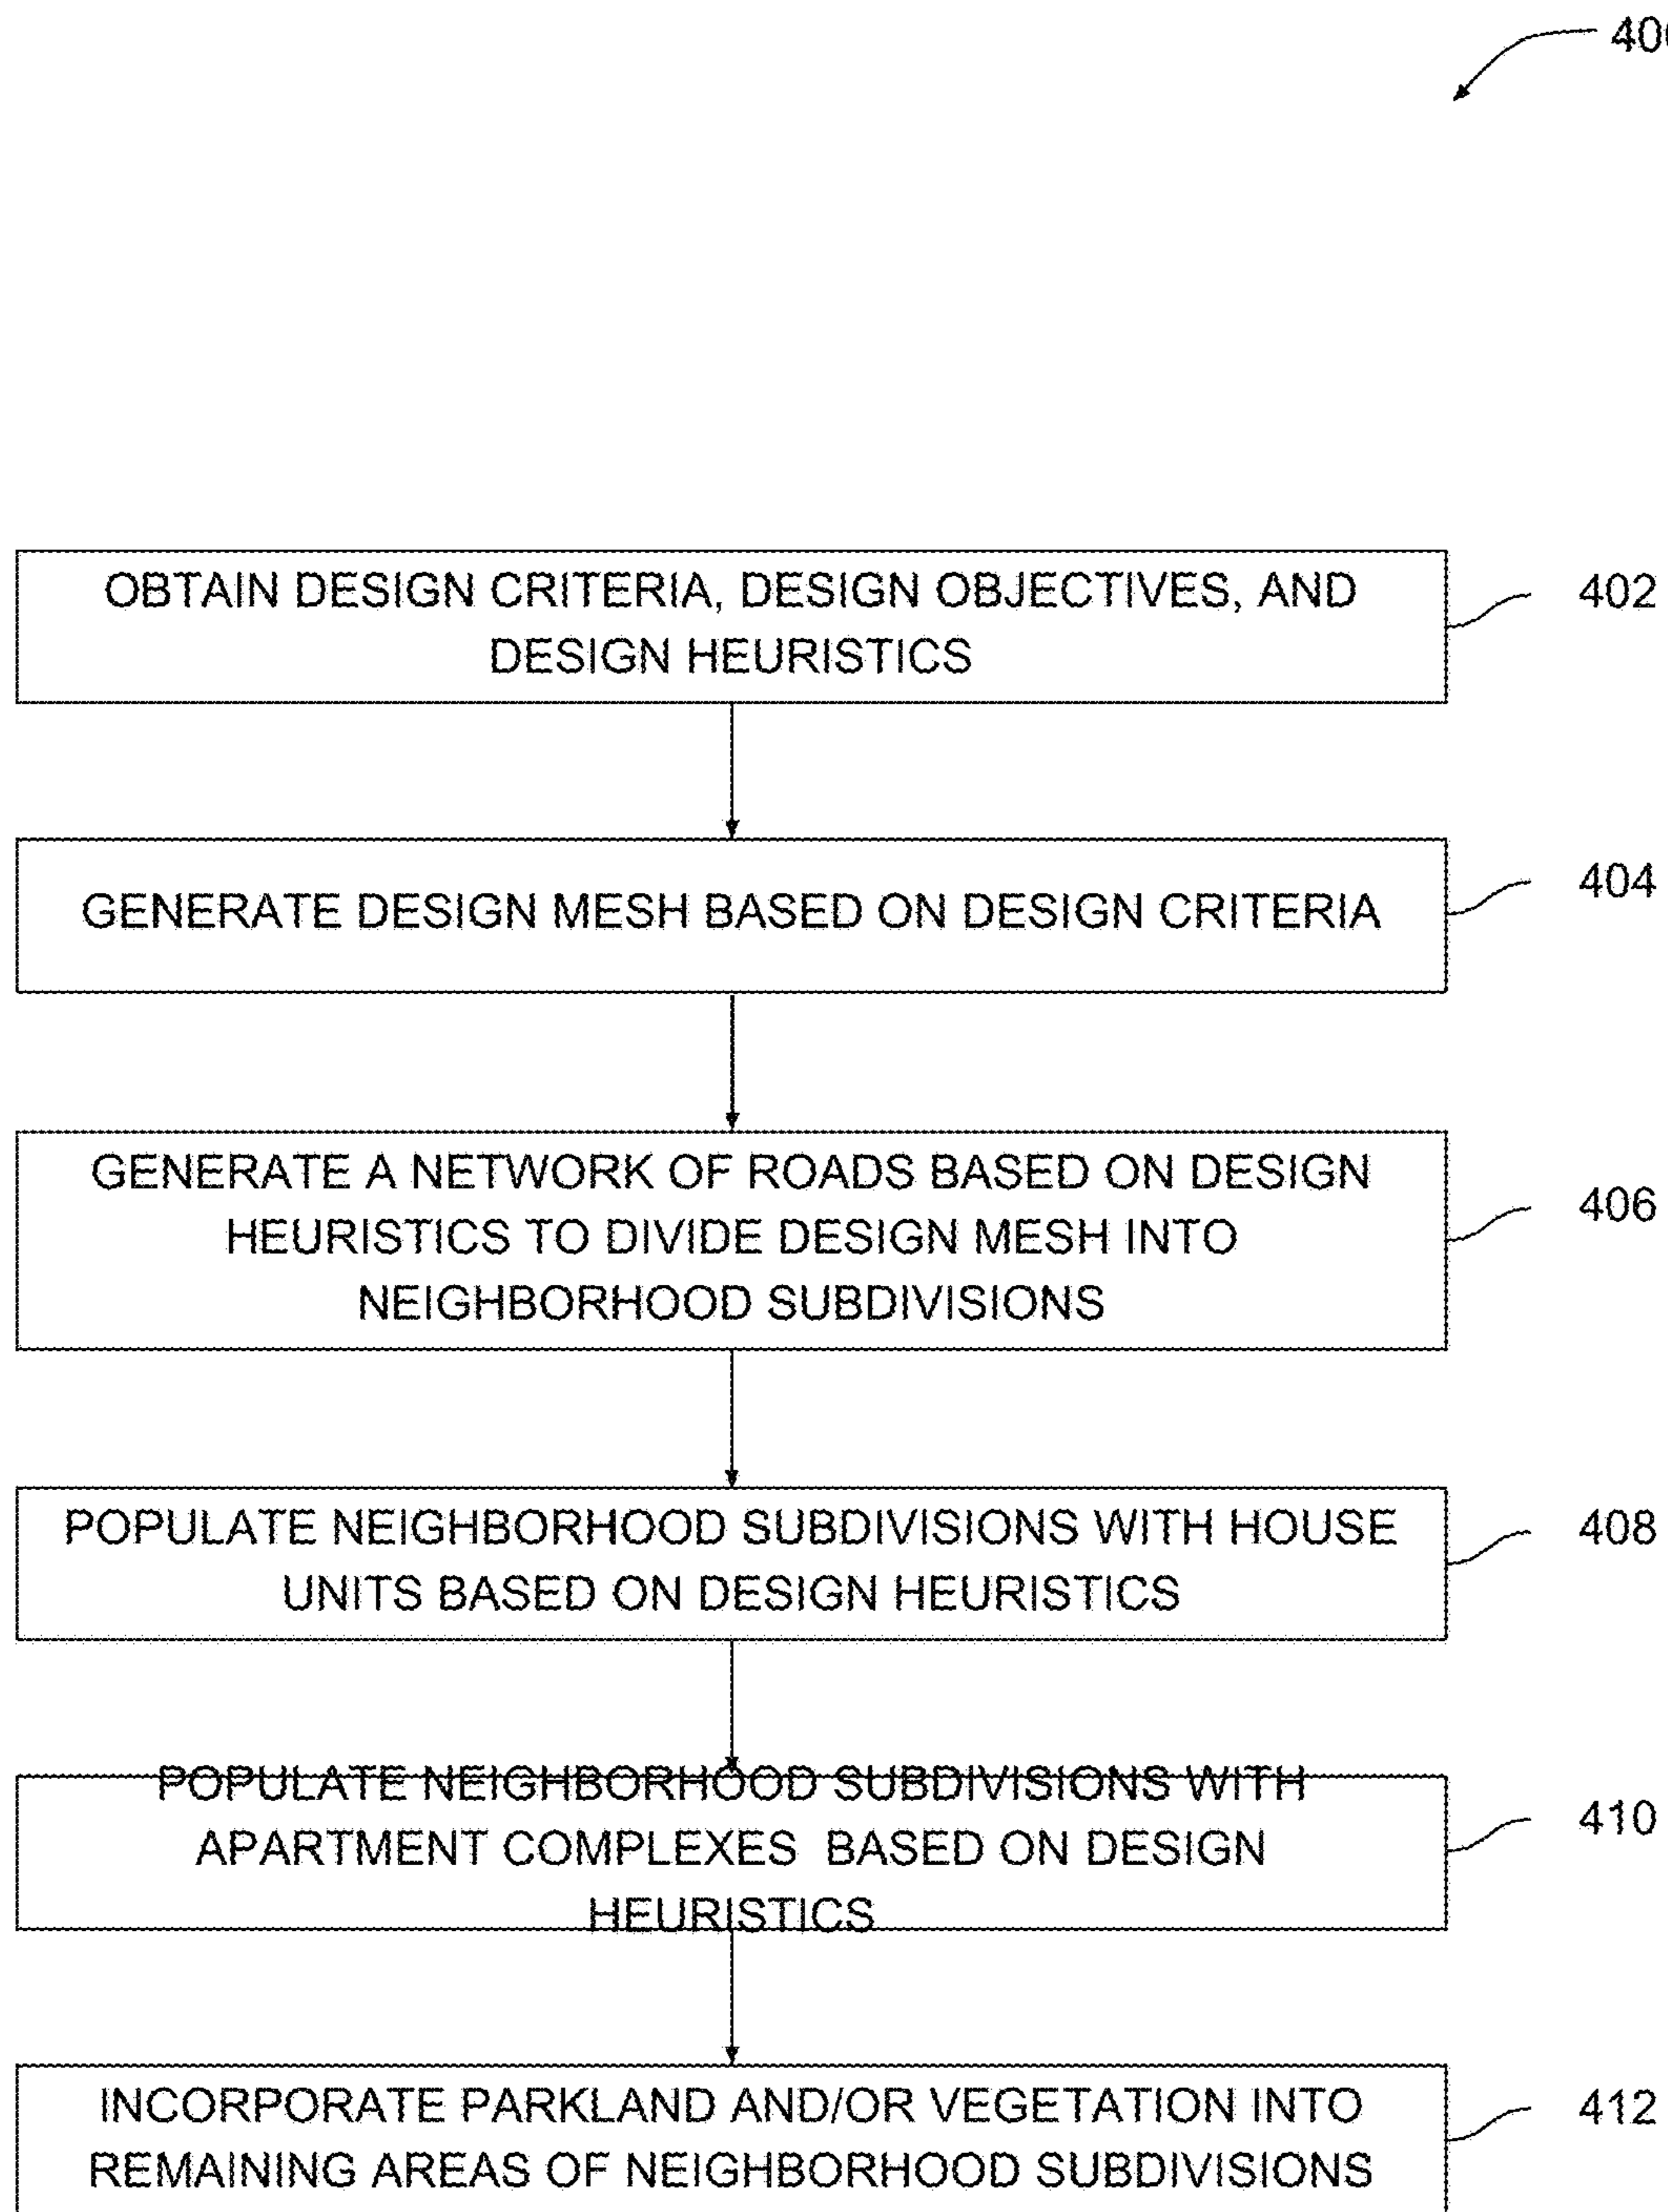 OBTAIN DESIGN CRITERIA, DESIGN OBJECTIVES, AND
DESIGN HEURISTICS
402
GENERATE DESIGN MESH BASED ON DESIGN CRITERIA
404
GENERATE A NETWORK OF ROADS BASED ON DESIGN
HEURISTICS TO DIVIDE DESIGN MESH INTO
NEIGHBORHOOD SUBDIVISIONS
406
POPULATE NEIGHBORHOOD SUBDIVISIONS WITH HOUSE
UNITS BASED ON DESIGN HEURISTICS
408
POPULATE NEIGHBORHOOD SUBDIVISIONS WITH
APARTMENT COMPLEXES BASED ON DESIGN
HEURISTICS
410
INCORPORATE PARKLAND AND/OR VEGETATION INTO
REMAINING AREAS OF NEIGHBORHOOD SUBDIVISIONS
412